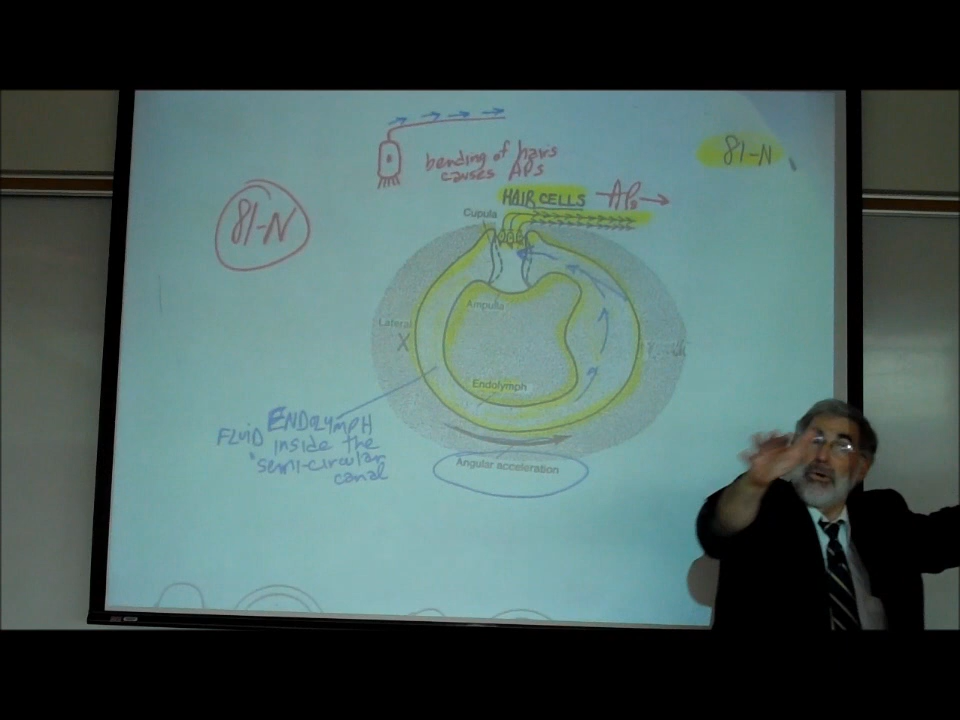 bending of hairs
causes APs
81-N
81-N
HAIR CELLS APs
Cupula
Ampulla
Lateral
X
Endolymph
ENDOLYMPH
FLUID inside the
semi-circular
canal
Angular acceleration